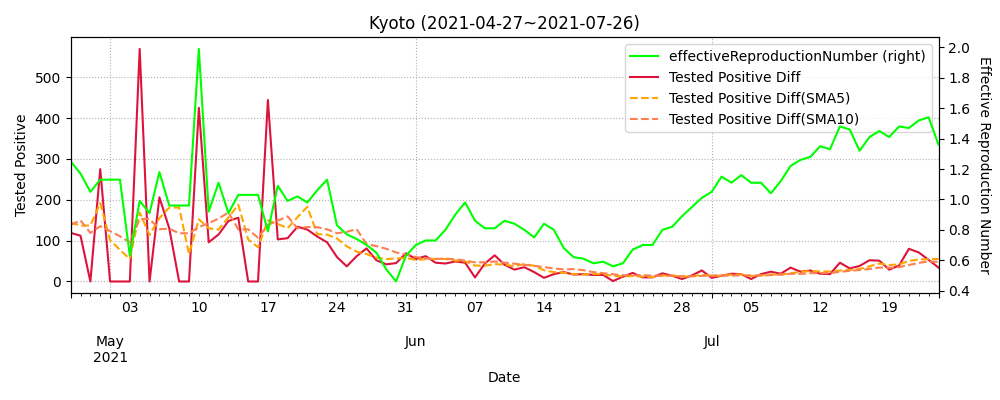 Kyoto (2021-04-27~2021-07-26)
effectiveReproductionNumber (right)
Tested Positive Diff
Tested Positive Diff(SMA5)
Tested Positive Diff(SMA10)
Tested Positive
500
400
300
200
100
0
2.0
1.8
1.6
1.4
1.2
1.0
0.8
0.6
0.4
Effective Reproduction Number
03 10 17 24 31 07 14 21 28 05 12 19
May Jun Jul
2021
Date